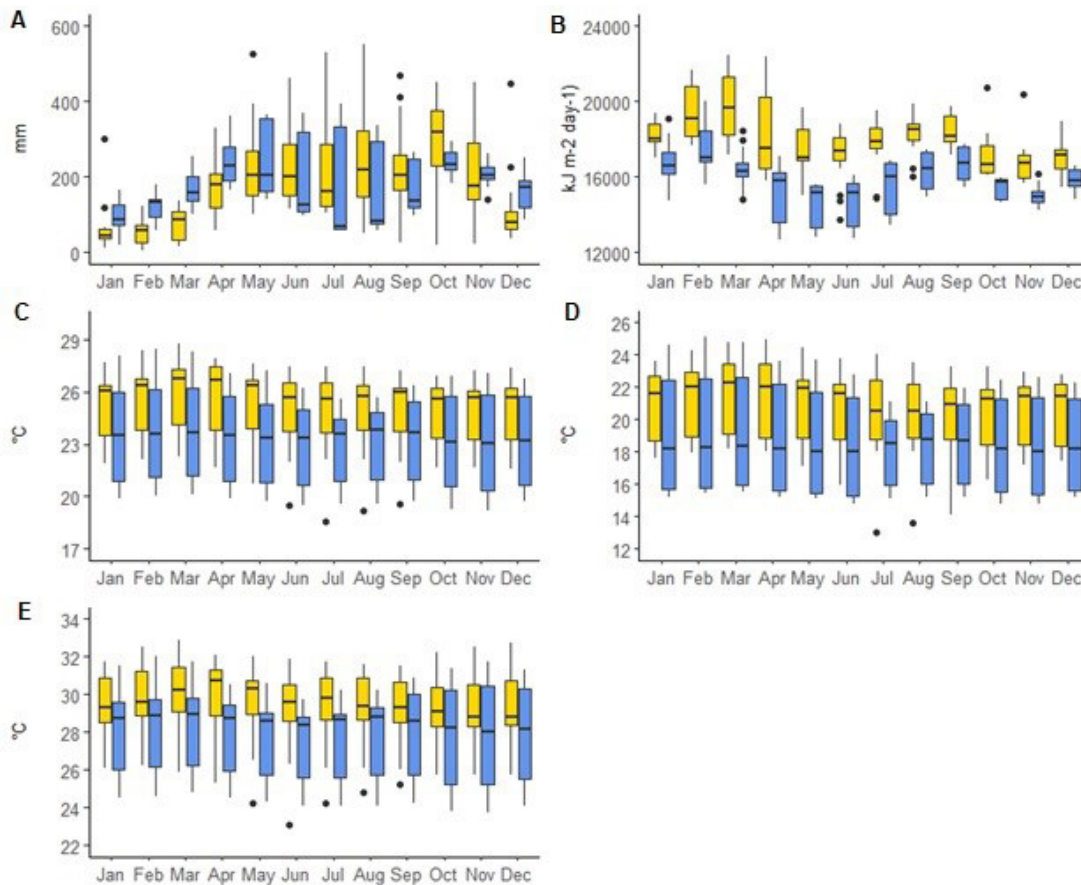 A
600
400
200
0
mm
Jan Feb Mar Apr May Jun Jul Aug Sep Oct Nov Dec
B
24000
20000
16000
12000
kJ m-2 day-1)
Jan Feb Mar Apr May Jun Jul Aug Sep Oct Nov Dec
C
29
26
23
20
17
°C
Jan Feb Mar Apr May Jun Jul Aug Sep Oct Nov Dec
D
26
24
22
20
18
16
14
12
°C
Jan Feb Mar Apr May Jun Jul Aug Sep Oct Nov Dec
E
34
32
30
28
26
24
22
°C
Jan Feb Mar Apr May Jun Jul Aug Sep Oct Nov Dec